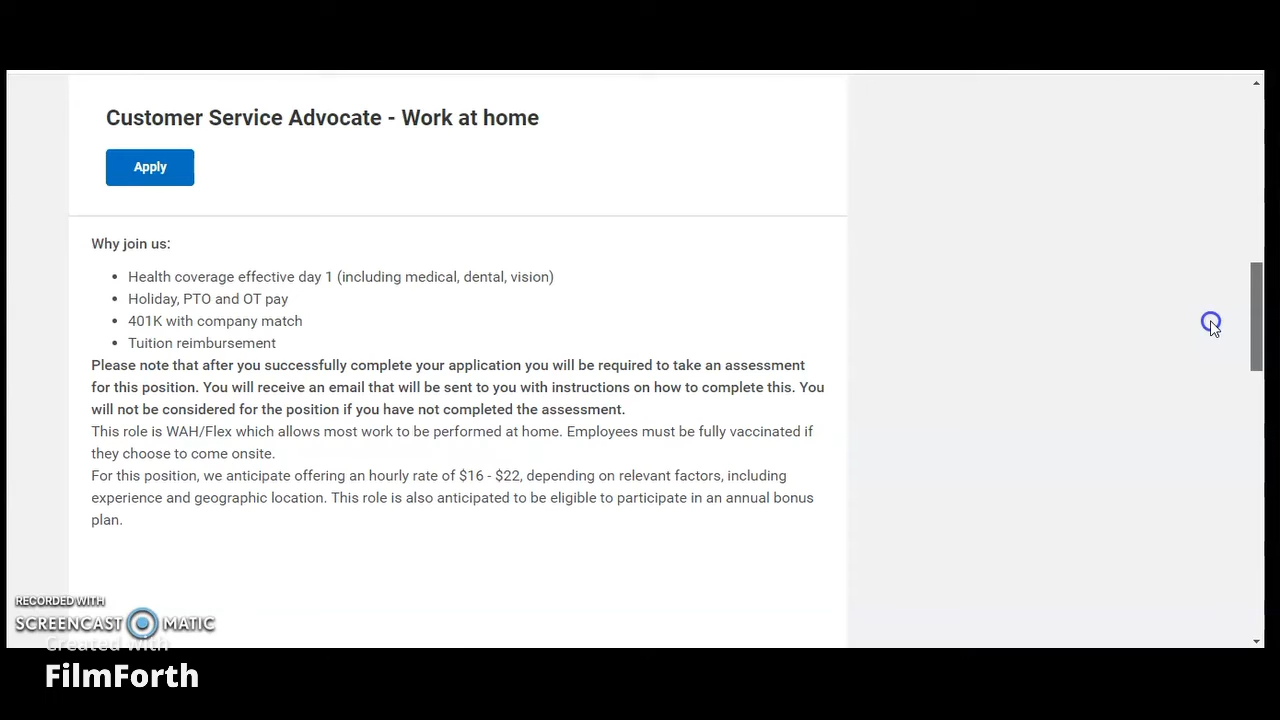 Customer Service Advocate - Work at home
Apply
Why join us:
• Health coverage effective day 1 (including medical, dental, vision)
• Holiday, PTO and OT pay
• 401K with company match
• Tuition reimbursement
Please note that after you successfully complete your application you will be required to take an assessment
for this position. You will receive an email that will be sent to you with instructions on how to complete this. You
will not be considered for the position if you have not completed the assessment.
This role is WAH/Flex which allows most work to be performed at home. Employees must be fully vaccinated if
they choose to come onsite.
For this position, we anticipate offering an hourly rate of $16 - $22, depending on relevant factors, including
experience and geographic location. This role is also anticipated to be eligible to participate in an annual bonus
plan.
RECORDED WITH
SCREENCAST MATIC
Created with
FilmForth